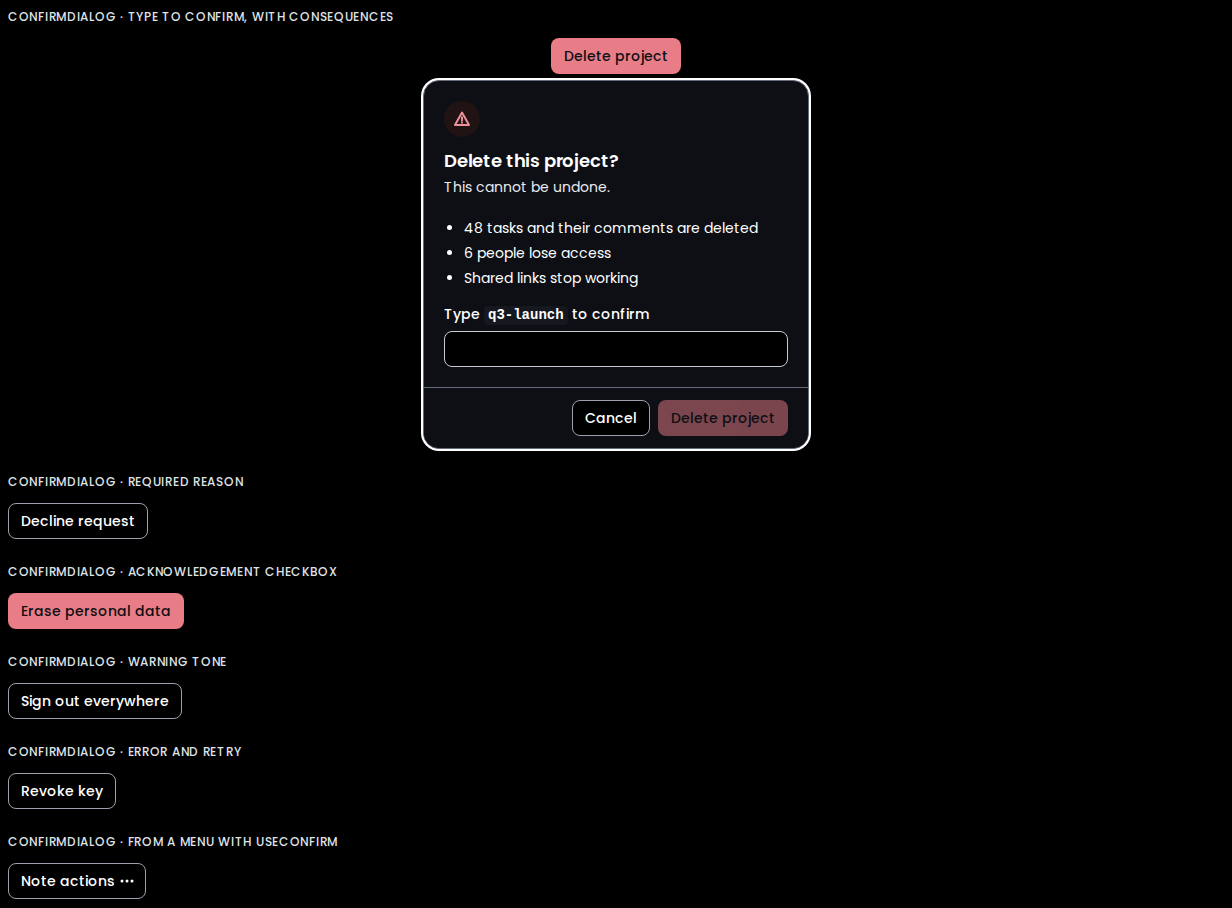 CONFIRMDIALOG · TYPE TO CONFIRM, WITH CONSEQUENCES
Delete project
Delete this project?
This cannot be undone.
• 48 tasks and their comments are deleted
• 6 people lose access
• Shared links stop working
Type q3-launch to confirm
Cancel Delete project
CONFIRMDIALOG · REQUIRED REASON
Decline request
CONFIRMDIALOG · ACKNOWLEDGEMENT CHECKBOX
Erase personal data
CONFIRMDIALOG · WARNING TONE
Sign out everywhere
CONFIRMDIALOG · ERROR AND RETRY
Revoke key
CONFIRMDIALOG · FROM A MENU WITH USECONFIRM
Note actions ···